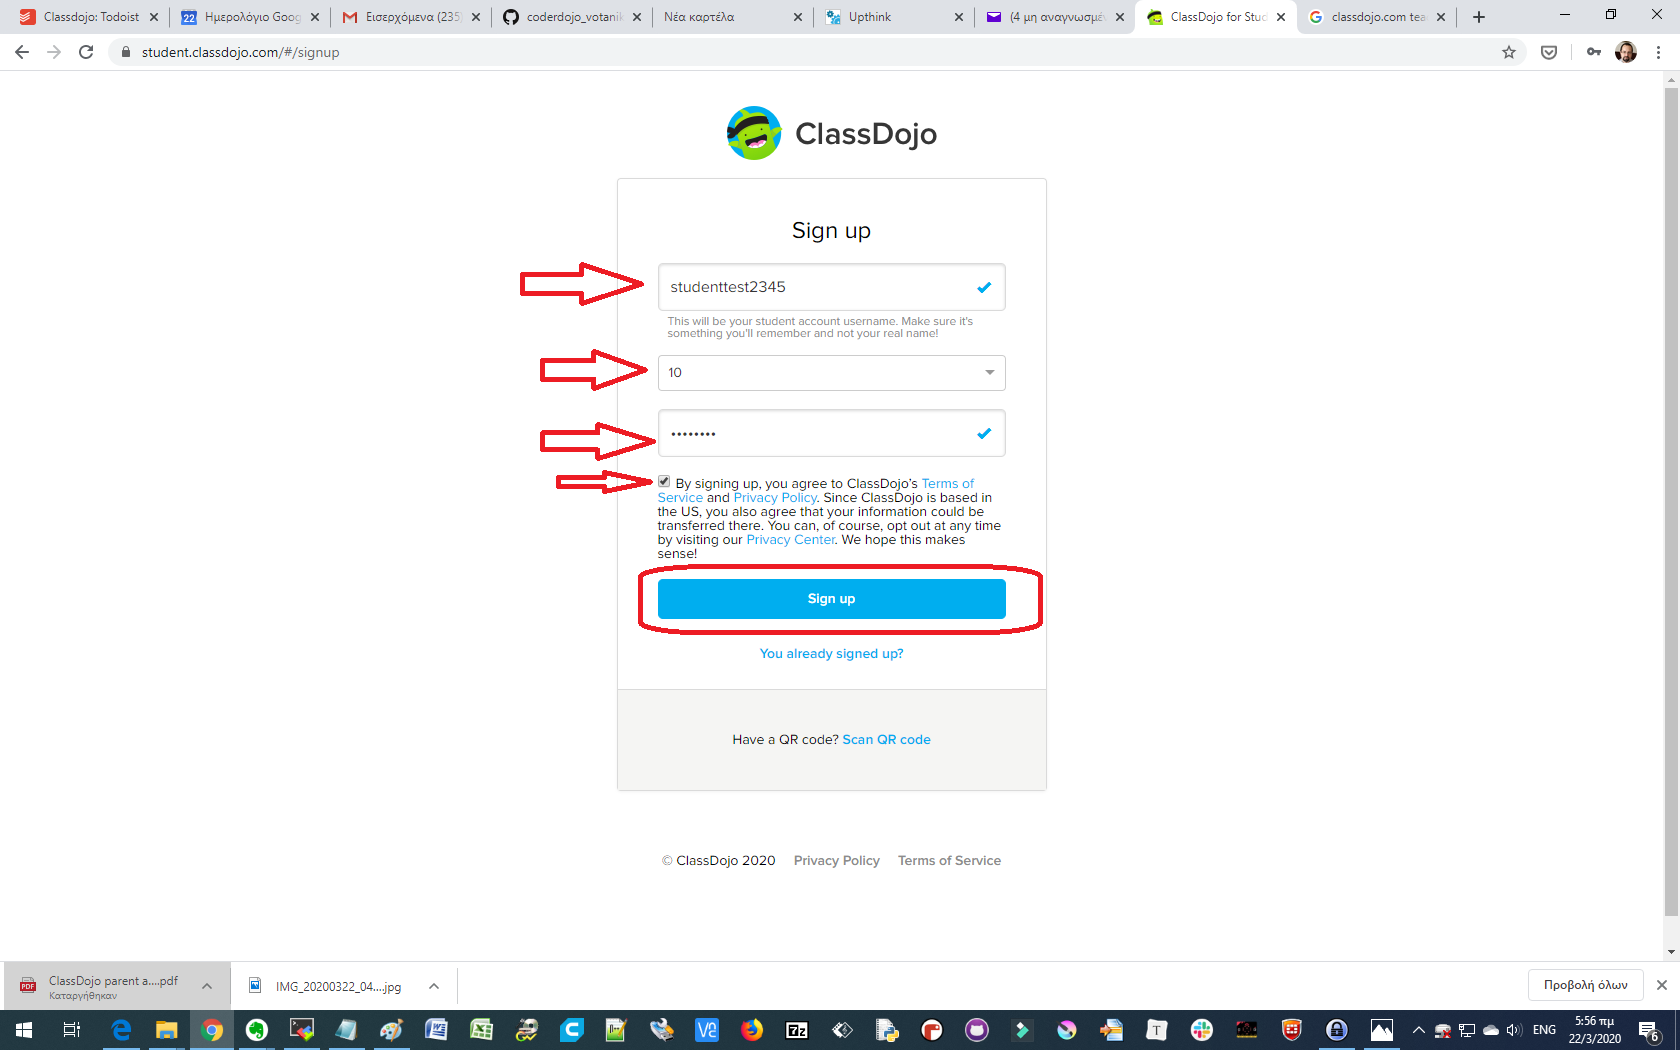 Classdojo: Todoist
Ημερολόγιο Goog
Εισερχόμενα (235)
coderdojo_votanik
Νέα καρτέλα
Upthink
(4 μη αναγνωσμέν
ClassDojo for Stud
classdojo.com tea
student.classdojo.com/#/signup
ClassDojo
Sign up
studenttest2345
This will be your student account username. Make sure it's
something you'll remember and not your real name!
10
••••••••
By signing up, you agree to ClassDojo's Terms of
Service and Privacy Policy. Since ClassDojo is based in
the US, you also agree that your information could be
transferred there. You can, of course, opt out at any time
by visiting our Privacy Center. We hope this makes
sense!
Sign up
You already signed up?
Have a QR code? Scan QR code
© ClassDojo 2020 Privacy Policy Terms of Service
ClassDojo parent a....pdf
Καταργήθηκαν
IMG_20200322_04....jpg
Προβολή όλων
ENG
5:56 πμ
22/3/2020
6